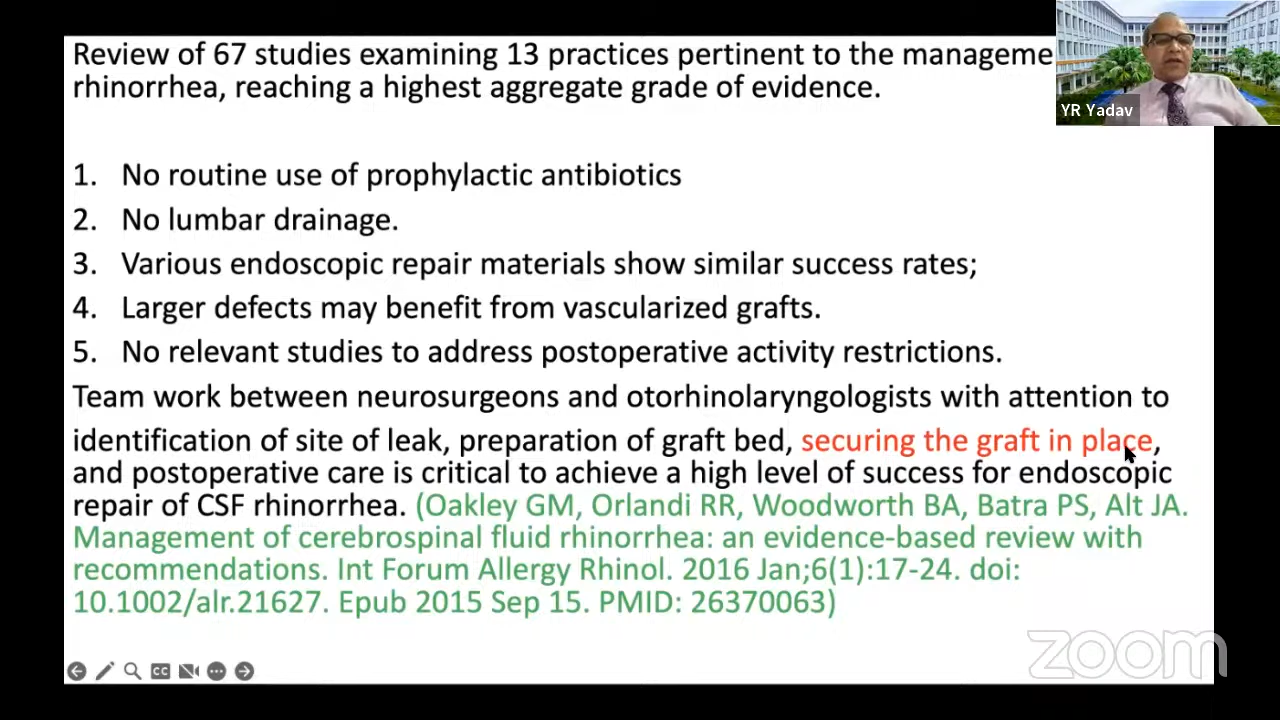 Review of 67 studies examining 13 practices pertinent to the manageme
rhinorrhea, reaching a highest aggregate grade of evidence.
YR Yadav
1. No routine use of prophylactic antibiotics
2. No lumbar drainage.
3. Various endoscopic repair materials show similar success rates;
4. Larger defects may benefit from vascularized grafts.
5. No relevant studies to address postoperative activity restrictions.
Team work between neurosurgeons and otorhinolaryngologists with attention to
identification of site of leak, preparation of graft bed, securing the graft in place,
and postoperative care is critical to achieve a high level of success for endoscopic
repair of CSF rhinorrhea. (Oakley GM, Orlandi RR, Woodworth BA, Batra PS, Alt JA.
Management of cerebrospinal fluid rhinorrhea: an evidence-based review with
recommendations. Int Forum Allergy Rhinol. 2016 Jan;6(1):17-24. doi:
10.1002/alr.21627. Epub 2015 Sep 15. PMID: 26370063)
CC
zoom